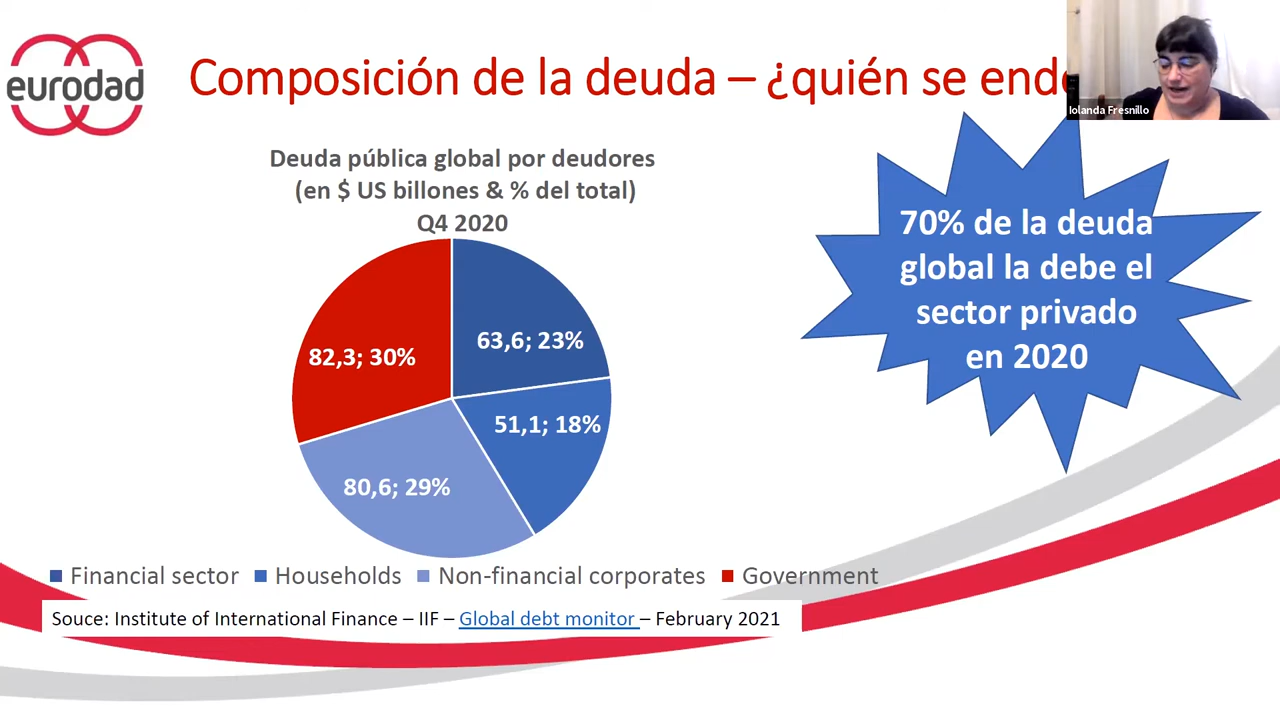 eurodad
Composición de la deuda – ¿quién se end
Iolanda Fresnillo
Deuda pública global por deudores
(en $ US billones & % del total)
Q4 2020
70% de la deuda
global la debe el
sector privado
en 2020
63,6; 23%
82,3; 30%
51,1; 18%
80,6; 29%
Financial sector Households Non-financial corporates Government
Souce: Institute of International Finance – IIF – Global debt monitor – February 2021